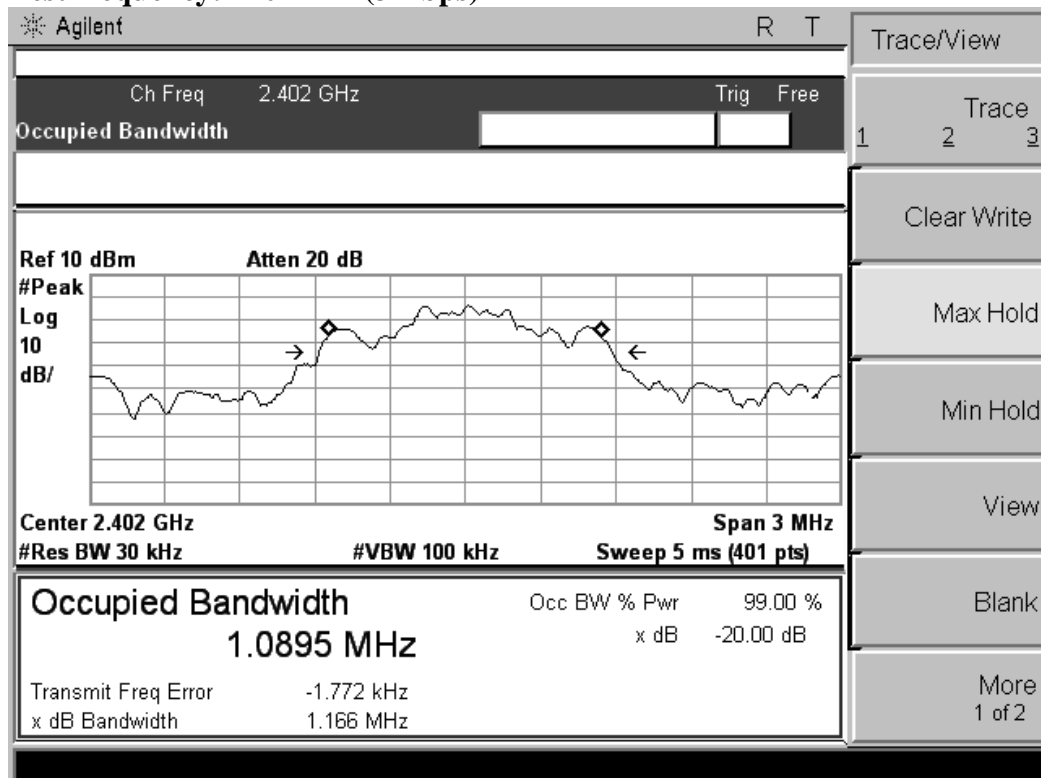 Agilent R T
Trace/View
Ch Freq 2.402 GHz Trig Free
Occupied Bandwidth
Trace
1 2 3
Clear Write
Ref 10 dBm Atten 20 dB
#Peak
Log
10
dB/
Max Hold
Min Hold
View
Center 2.402 GHz Span 3 MHz
#Res BW 30 kHz #VBW 100 kHz Sweep 5 ms (401 pts)
Occupied Bandwidth Occ BW % Pwr 99.00 %
1.0895 MHz x dB -20.00 dB
Blank
Transmit Freq Error -1.772 kHz
x dB Bandwidth 1.166 MHz
More
1 of 2